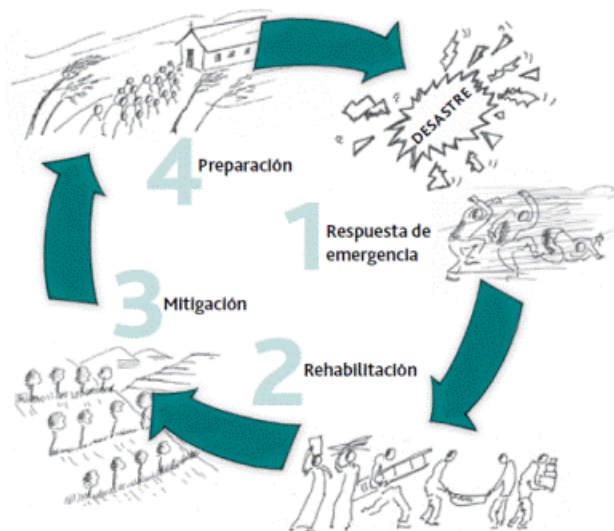 DESASTRE
1
Respuesta de
emergencia
2
Rehabilitación
3
Mitigación
4
Preparación